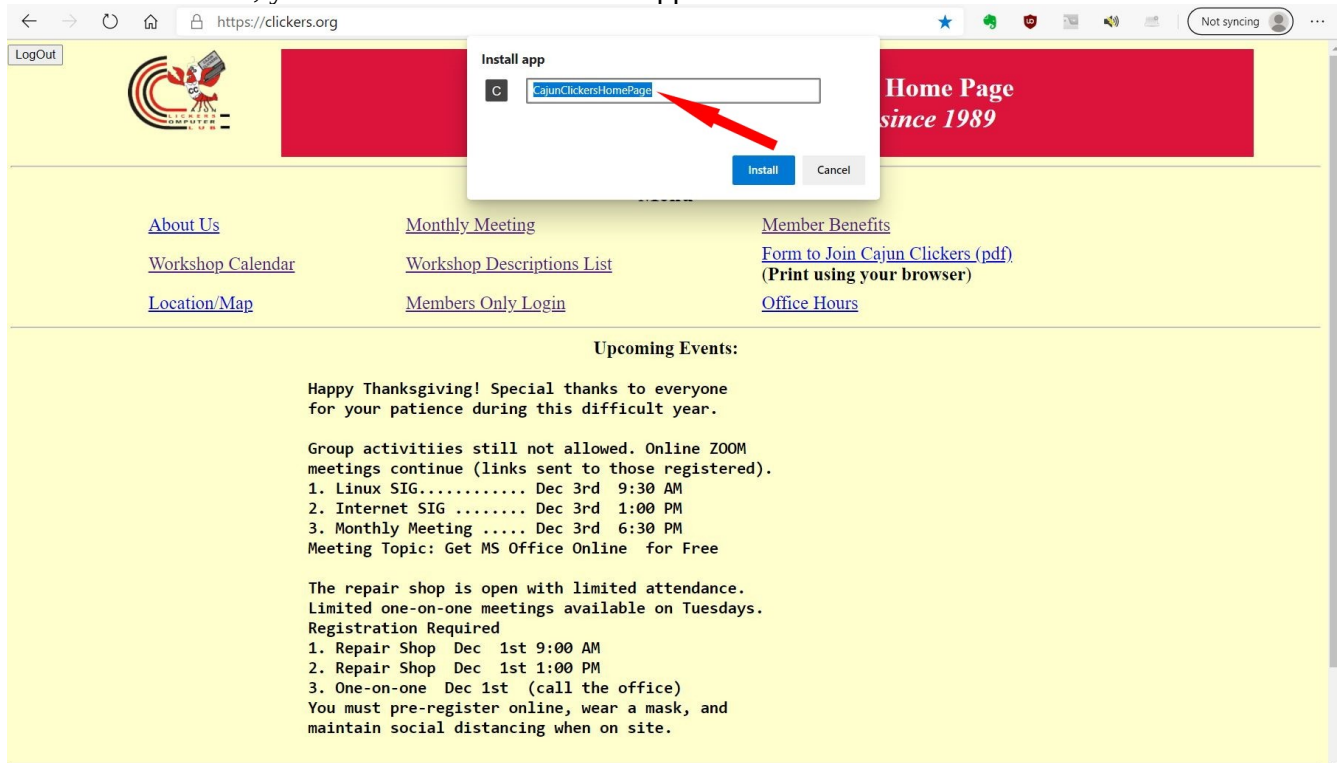 https://clickers.org
Not syncing
LogOut
CC
CLICKERS
COMPUTER
CLUB
Home Page
since 1989
Install app
C
CajunClickersHomePage
Install
Cancel
About Us
Monthly Meeting
Member Benefits
Workshop Calendar
Workshop Descriptions List
Form to Join Cajun Clickers (pdf)
(Print using your browser)
Location/Map
Members Only Login
Office Hours
Upcoming Events:
Happy Thanksgiving! Special thanks to everyone
for your patience during this difficult year.
Group activitiies still not allowed. Online ZOOM
meetings continue (links sent to those registered).
1. Linux SIG............ Dec 3rd 9:30 AM
2. Internet SIG ........ Dec 3rd 1:00 PM
3. Monthly Meeting ..... Dec 3rd 6:30 PM
Meeting Topic: Get MS Office Online for Free
The repair shop is open with limited attendance.
Limited one-on-one meetings available on Tuesdays.
Registration Required
1. Repair Shop Dec 1st 9:00 AM
2. Repair Shop Dec 1st 1:00 PM
3. One-on-one Dec 1st (call the office)
You must pre-register online, wear a mask, and
maintain social distancing when on site.